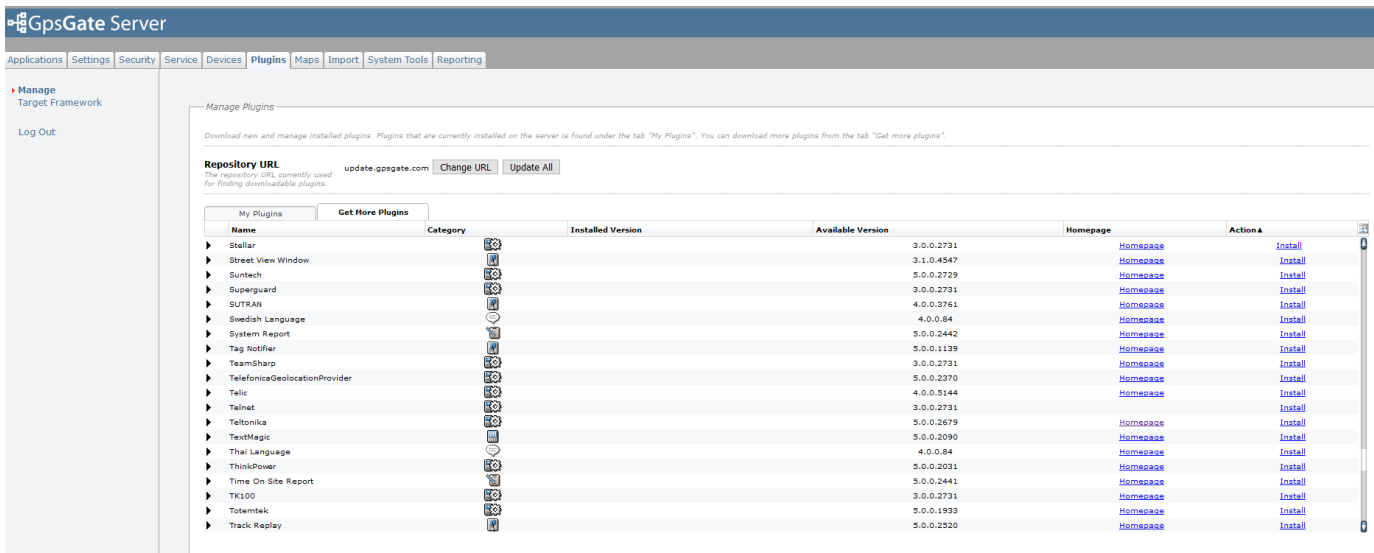 GpsGate Server
Applications Settings Security Service Devices Plugins Maps Import System Tools Reporting
Manage
Target Framework
Log Out
Manage Plugins
Download new and manage installed plugins. Plugins that are currently installed on the server is found under the tab "My Plugins". You can download more plugins from the tab "Get more plugins".
Repository URL
The repository URL currently used
for finding downloadable plugins.
update.gpsgate.com Change URL Update All
My Plugins Get More Plugins
Name Category Installed Version Available Version Homepage Action▲
Stellar 3.0.0.2731 Homepage Install
Street View Window 3.1.0.4547 Homepage Install
Suntech 5.0.0.2729 Homepage Install
Superguard 3.0.0.2731 Homepage Install
SUTRAN 4.0.0.3761 Homepage Install
Swedish Language 4.0.0.84 Homepage Install
System Report 5.0.0.2442 Homepage Install
Tag Notifier 5.0.0.1139 Homepage Install
TeamSharp 3.0.0.2731 Homepage Install
TelefonicaGeolocationProvider 5.0.0.2370 Homepage Install
Telic 4.0.0.5144 Homepage Install
Telnet 3.0.0.2731 Install
Teltonika 5.0.0.2679 Homepage Install
TextMagic 5.0.0.2090 Homepage Install
Thai Language 4.0.0.84 Homepage Install
ThinkPower 5.0.0.2031 Homepage Install
Time On Site Report 5.0.0.2441 Homepage Install
TK100 3.0.0.2731 Homepage Install
Totemtek 5.0.0.1933 Homepage Install
Track Replay 5.0.0.2520 Homepage Install